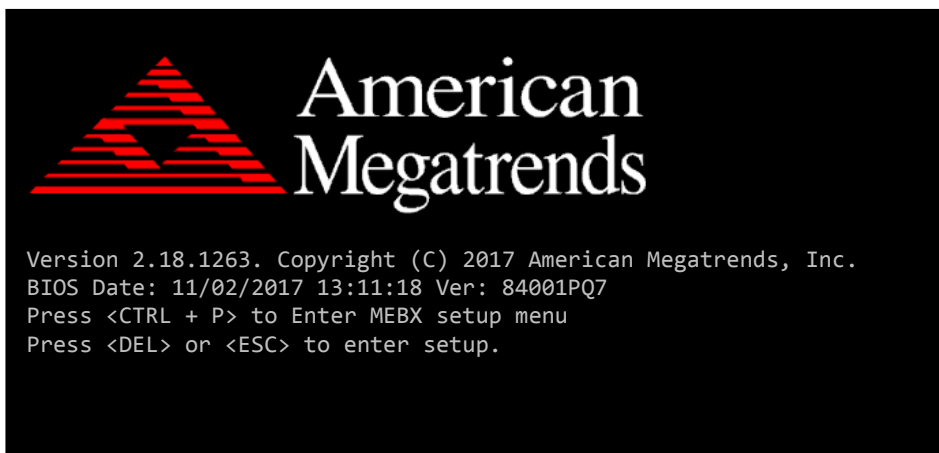 American
Megatrends
Version 2.18.1263. Copyright (C) 2017 American Megatrends, Inc.
BIOS Date: 11/02/2017 13:11:18 Ver: 84001PQ7
Press <CTRL + P> to Enter MEBX setup menu
Press <DEL> or <ESC> to enter setup.